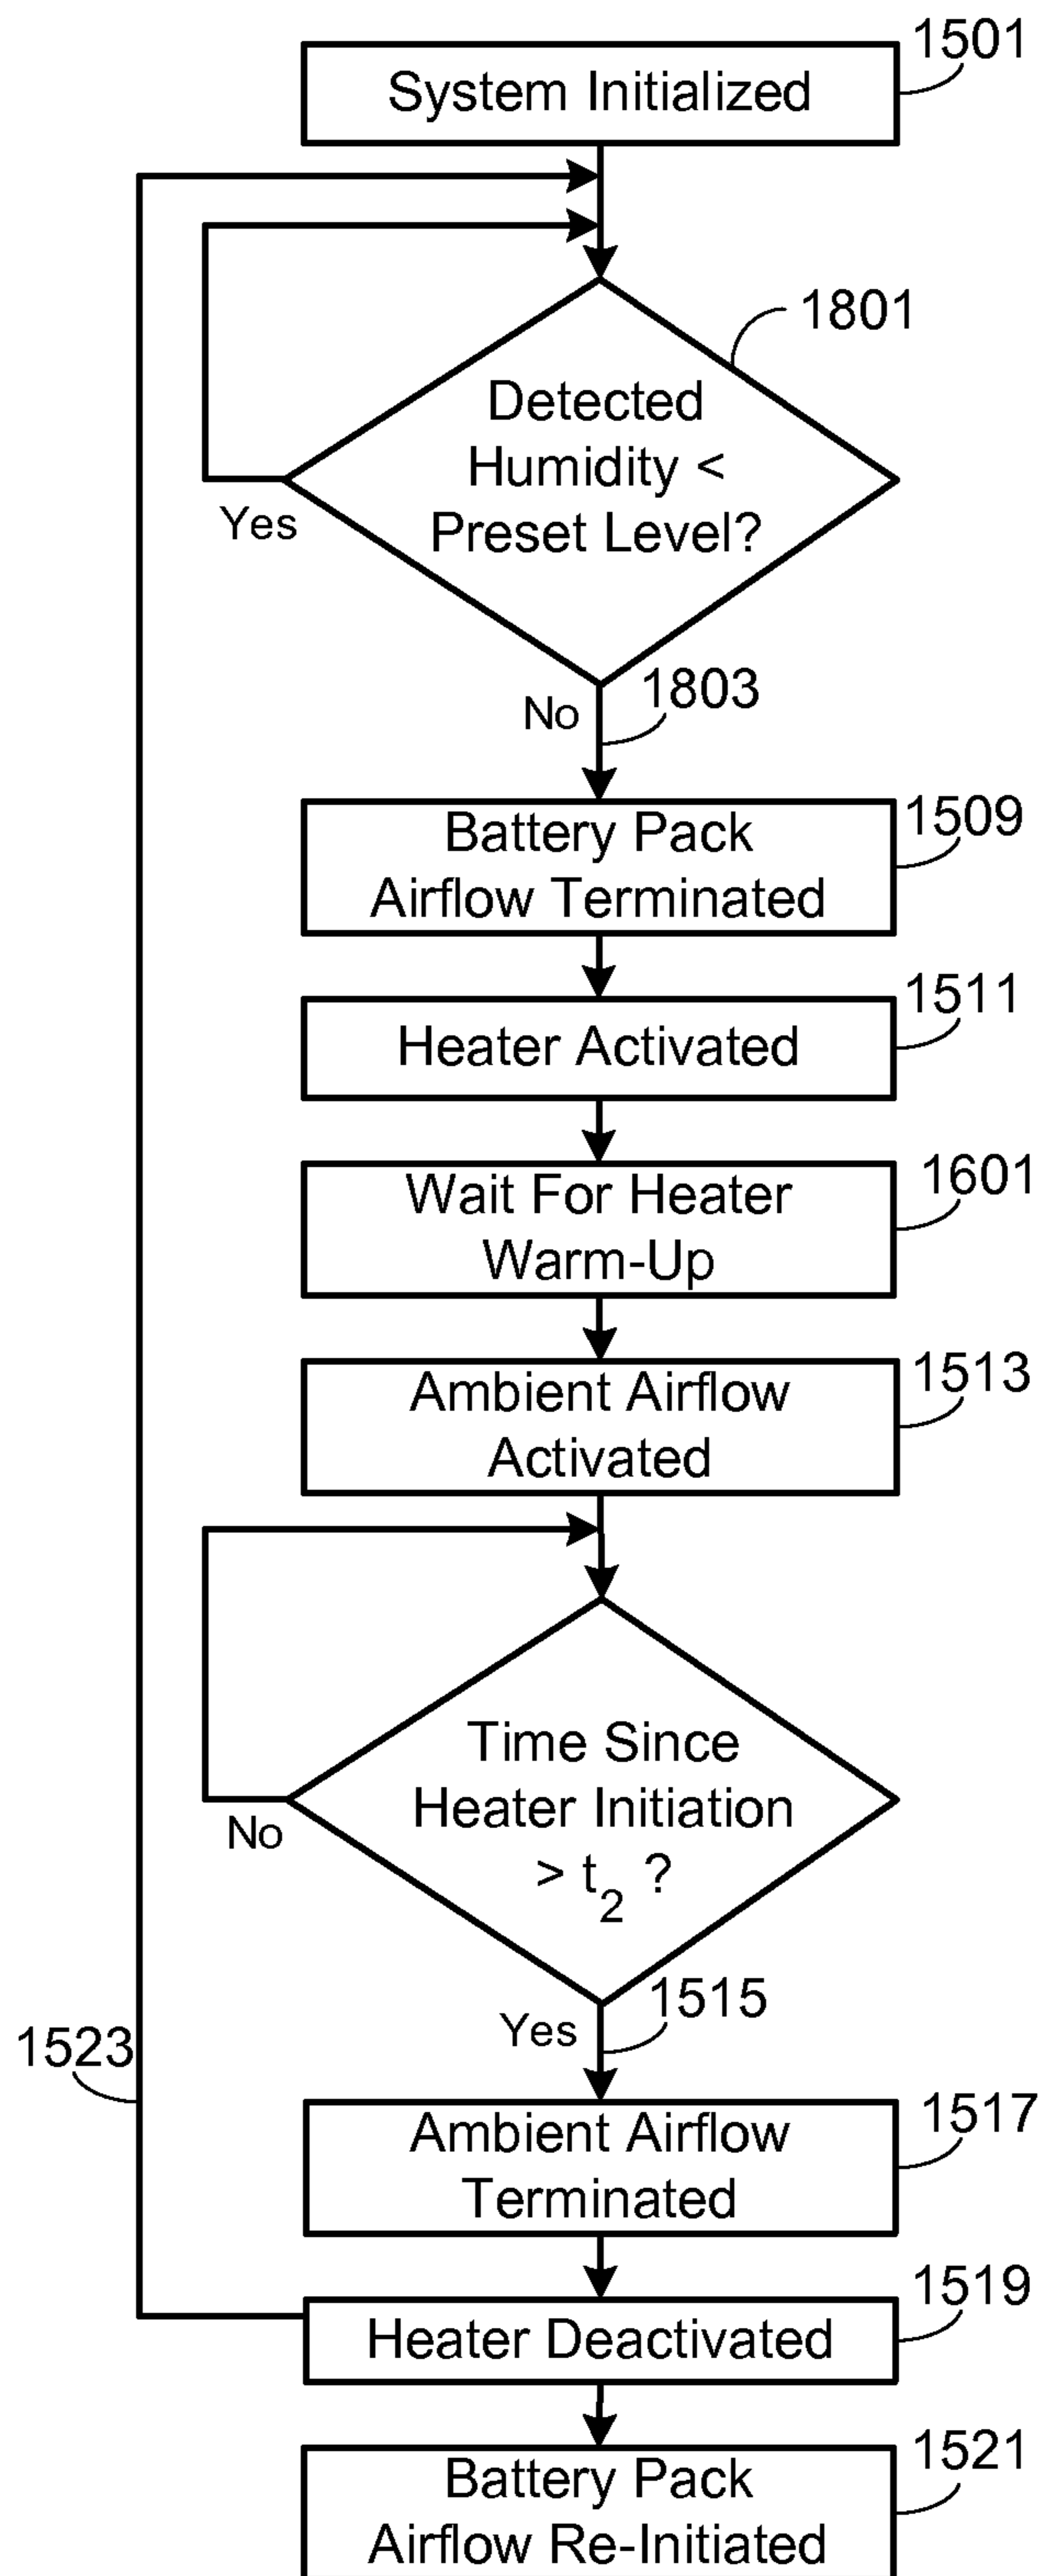 1501
System Initialized
1801
Detected
Humidity <
Preset Level?
Yes
1803
No
1509
Battery Pack
Airflow Terminated
1511
Heater Activated
1601
Wait For Heater
Warm-Up
1513
Ambient Airflow
Activated
Time Since
Heater Initiation
> t2 ?
No
1515
Yes
1523
1517
Ambient Airflow
Terminated
1519
Heater Deactivated
1521
Battery Pack
Airflow Re-Initiated